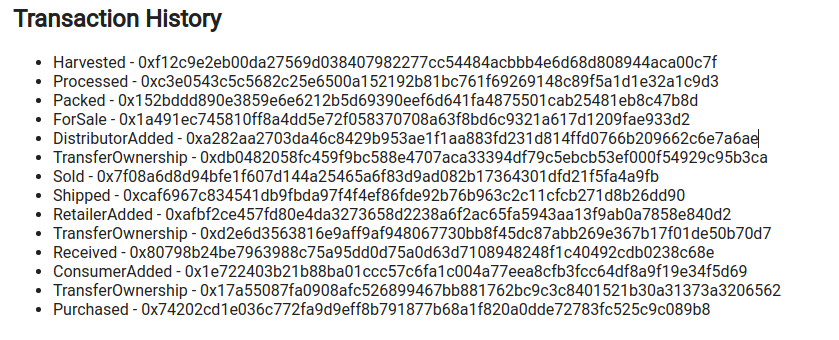 Transaction History
Harvested - 0xf12c9e2eb00da27569d038407982277cc54484acbbb4e6d68d808944aca00c7f
Processed - 0xc3e0543c5c5682c25e6500a152192b81bc761f69269148c89f5a1d1e32a1c9d3
Packed - 0x152bddd890e3859e6e6212b5d69390eef6d641fa4875501cab25481eb8c47b8d
ForSale - 0x1a491ec745810ff8a4dd5e72f058370708a63f8bd6c9321a617d1209fae933d2
DistributorAdded - 0xa282aa2703da46c8429b953ae1f1aa883fd231d814ffd0766b209662c6e7a6ae
TransferOwnership - 0xdb0482058fc459f9bc588e4707aca33394df79c5ebcb53ef000f54929c95b3ca
Sold - 0x7f08a6d8d94bfe1f607d144a25465a6f83d9ad082b17364301dfd21f5fa4a9fb
Shipped - 0xcaf6967c834541db9fbda97f4f4ef86fde92b76b963c2c11cfcb271d8b26dd90
RetailerAdded - 0xafbf2ce457fd80e4da3273658d2238a6f2ac65fa5943aa13f9ab0a7858e840d2
TransferOwnership - 0xd2e6d3563816e9aff9af948067730bb8f45dc87abb269e367b17f01de50b70d7
Received - 0x80798b24be7963988c75a95dd0d75a0d63d7108948248f1c40492cdb0238c68e
ConsumerAdded - 0x1e722403b21b88ba01ccc57c6fa1c004a77eea8cfb3fcc64df8a9f19e34f5d69
TransferOwnership - 0x17a55087fa0908afc526899467bb881762bc9c3c8401521b30a31373a3206562
Purchased - 0x74202cd1e036c772fa9d9eff8b791877b68a1f820a0dde72783fc525c9c089b8